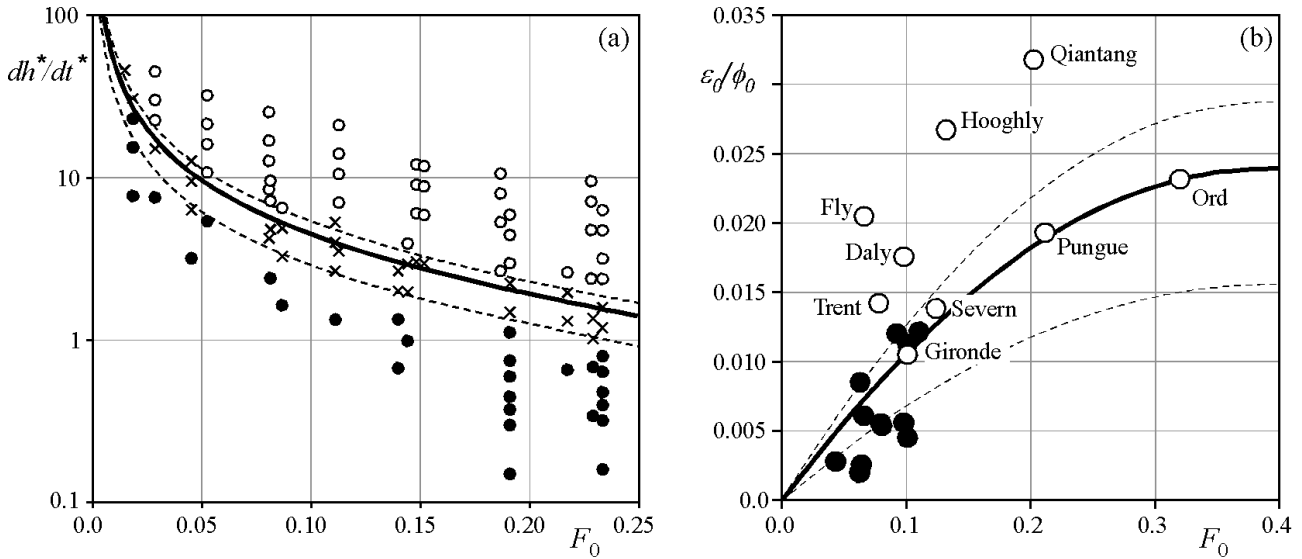 (a)
100
dh*/dt*
10
1
0.1
0.0
0.05
0.10
0.15
0.20
0.25
F₀
(b)
0.035
ε₀/ϕ₀
0.025
0.020
0.015
0.010
0.005
0.0
0.0
0.1
0.2
0.3
0.4
F₀
Qiantang
Hooghly
Fly
Daly
Ord
Pungue
Trent
Severn
Gironde